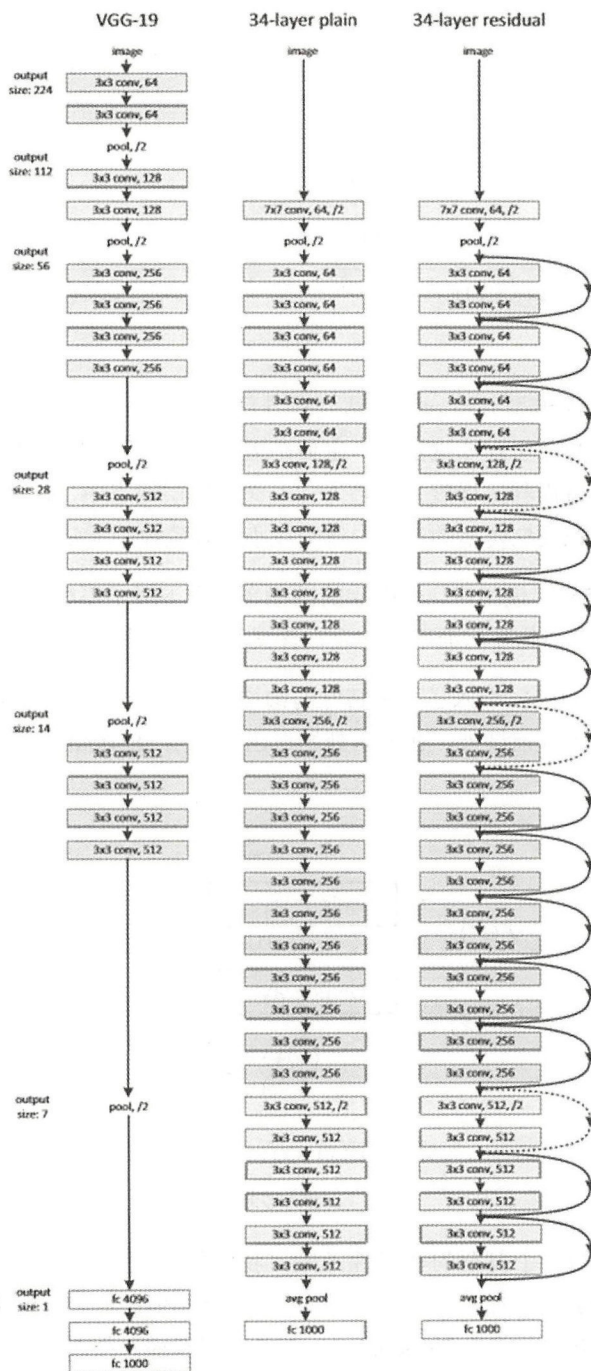 VGG-19
image
output
size: 224
3x3 conv, 64
3x3 conv, 64
pool, /2
output
size: 112
3x3 conv, 128
3x3 conv, 128
pool, /2
output
size: 56
3x3 conv, 256
3x3 conv, 256
3x3 conv, 256
3x3 conv, 256
pool, /2
output
size: 28
3x3 conv, 512
3x3 conv, 512
3x3 conv, 512
3x3 conv, 512
pool, /2
output
size: 14
3x3 conv, 512
3x3 conv, 512
3x3 conv, 512
3x3 conv, 512
output
size: 7
pool, /2
output
size: 1
fc 4096
fc 4096
fc 1000
34-layer plain
image
7x7 conv, 64, /2
pool, /2
3x3 conv, 64
3x3 conv, 64
3x3 conv, 64
3x3 conv, 64
3x3 conv, 64
3x3 conv, 64
3x3 conv, 128, /2
3x3 conv, 128
3x3 conv, 128
3x3 conv, 128
3x3 conv, 128
3x3 conv, 128
3x3 conv, 128
3x3 conv, 128
3x3 conv, 256, /2
3x3 conv, 256
3x3 conv, 256
3x3 conv, 256
3x3 conv, 256
3x3 conv, 256
3x3 conv, 256
3x3 conv, 256
3x3 conv, 256
3x3 conv, 256
3x3 conv, 256
3x3 conv, 256
3x3 conv, 512, /2
3x3 conv, 512
3x3 conv, 512
3x3 conv, 512
3x3 conv, 512
3x3 conv, 512
avg pool
fc 1000
34-layer residual
image
7x7 conv, 64, /2
pool, /2
3x3 conv, 64
3x3 conv, 64
3x3 conv, 64
3x3 conv, 64
3x3 conv, 64
3x3 conv, 64
3x3 conv, 128, /2
3x3 conv, 128
3x3 conv, 128
3x3 conv, 128
3x3 conv, 128
3x3 conv, 128
3x3 conv, 128
3x3 conv, 128
3x3 conv, 256, /2
3x3 conv, 256
3x3 conv, 256
3x3 conv, 256
3x3 conv, 256
3x3 conv, 256
3x3 conv, 256
3x3 conv, 256
3x3 conv, 256
3x3 conv, 256
3x3 conv, 256
3x3 conv, 256
3x3 conv, 512, /2
3x3 conv, 512
3x3 conv, 512
3x3 conv, 512
3x3 conv, 512
3x3 conv, 512
avg pool
fc 1000